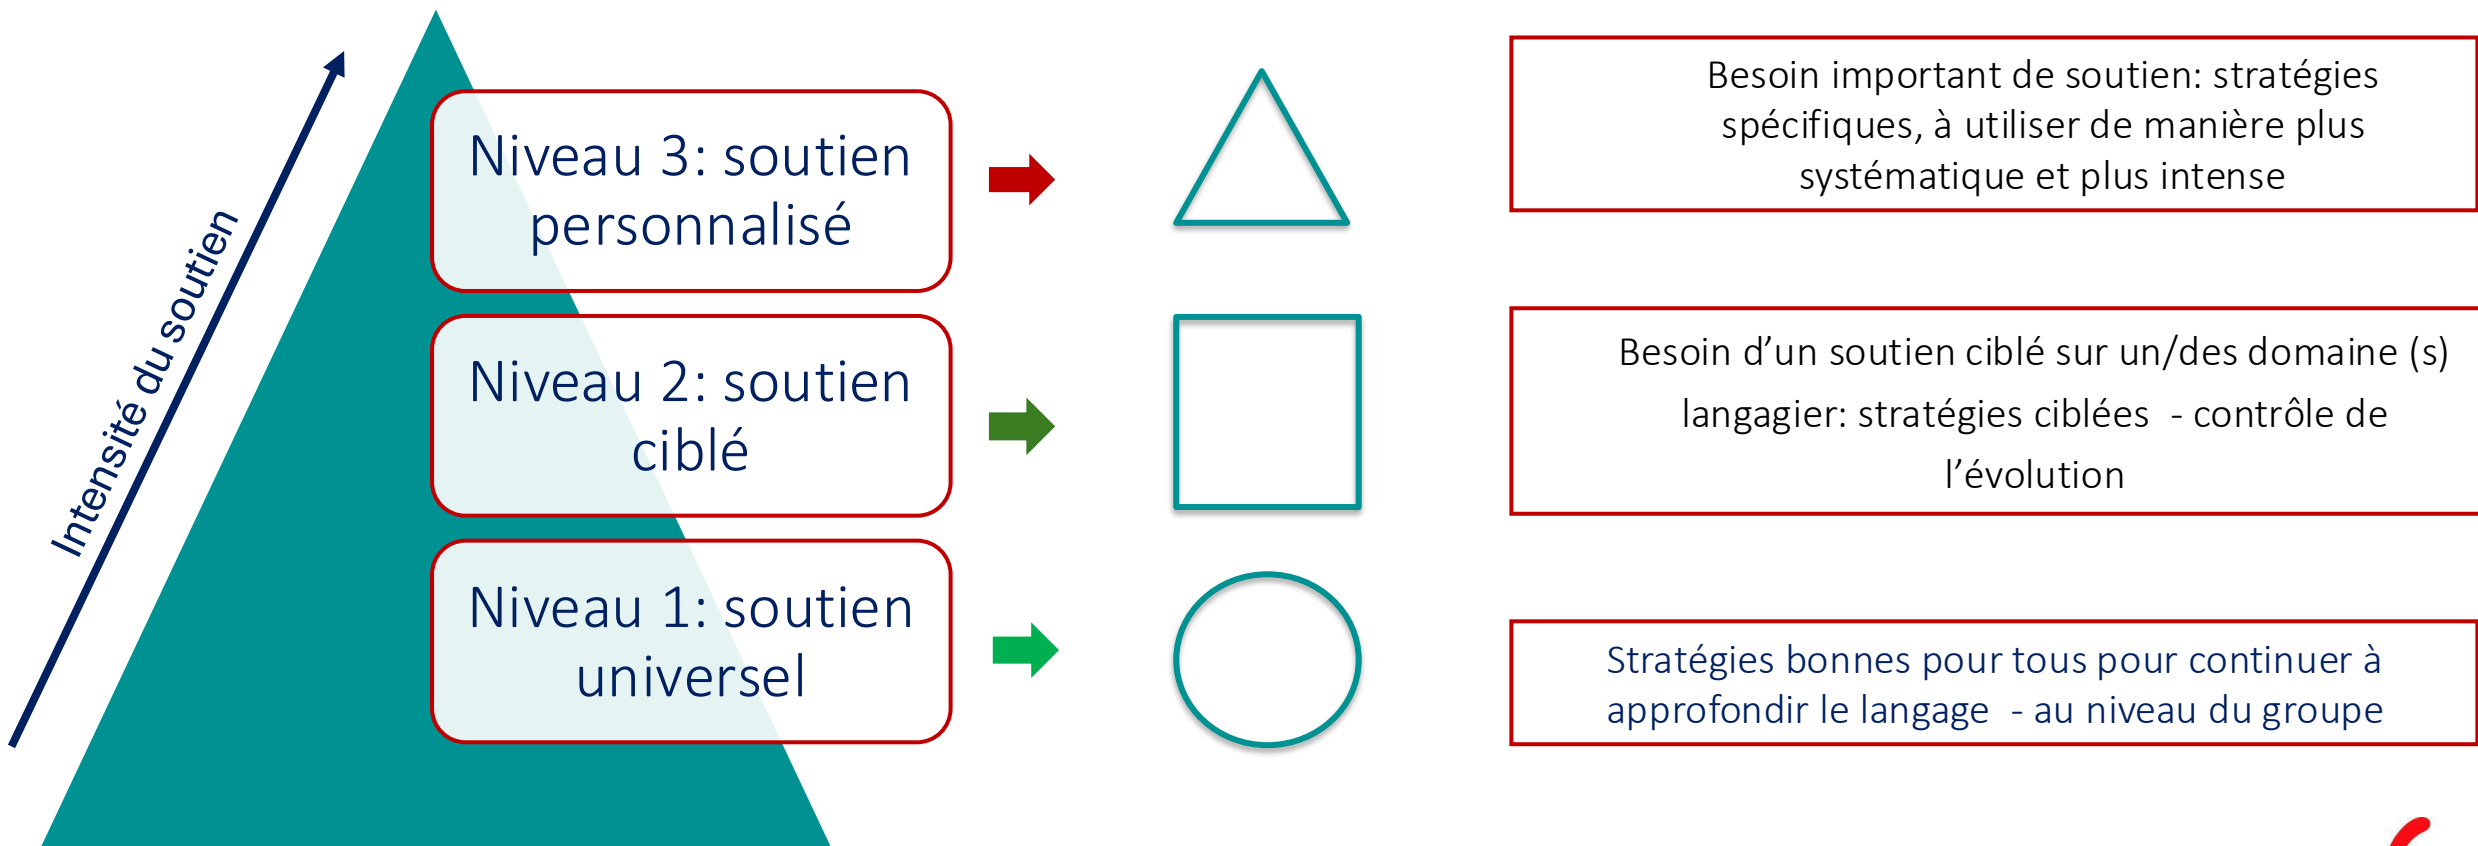 Intensité du soutien
Niveau 3: soutien
personnalisé
Besoin important de soutien: stratégies
spécifiques, à utiliser de manière plus
systématique et plus intense
Niveau 2: soutien
ciblé
Besoin d’un soutien ciblé sur un/des domaine (s)
langagier: stratégies ciblées - contrôle de
l’évolution
Niveau 1: soutien
universel
Stratégies bonnes pour tous pour continuer à
approfondir le langage - au niveau du groupe